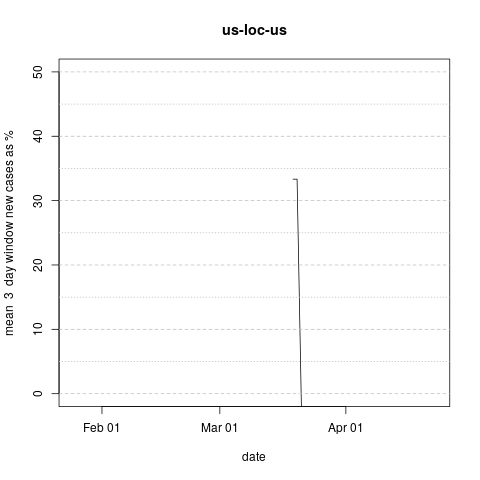 us-loc-us
mean 3 day window new cases as %
50
40
30
20
10
0
Feb 01
Mar 01
Apr 01
date